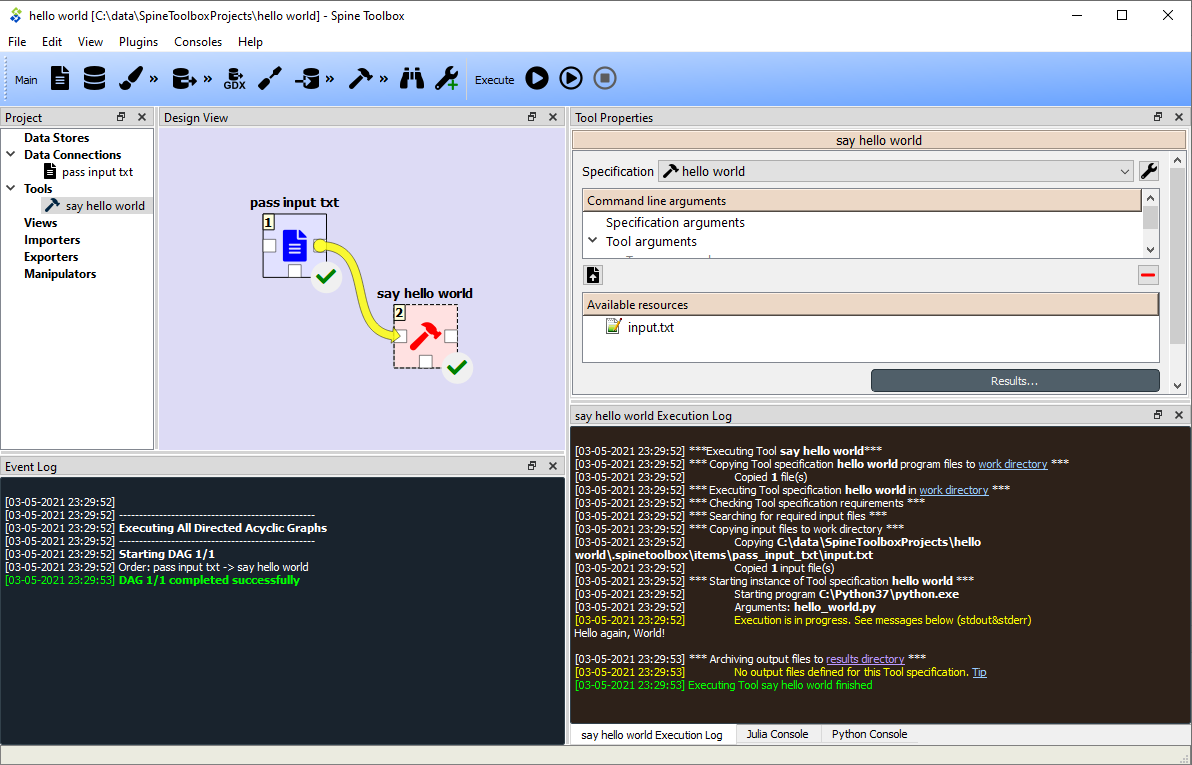 hello world [C:\data\SpineToolboxProjects\hello world] - Spine Toolbox
File Edit View Plugins Consoles Help
Main » » GDX » » Execute
Project
Data Stores
Data Connections
pass input txt
Tools
say hello world
Views
Importers
Exporters
Manipulators
Design View
pass input txt
1
say hello world
2
Tool Properties
say hello world
Specification hello world
Command line arguments
Specification arguments
Tool arguments
Available resources
input.txt
Results...
Event Log
[03-05-2021 23:29:52]
[03-05-2021 23:29:52] -------------------------------------------------
[03-05-2021 23:29:52] Executing All Directed Acyclic Graphs
[03-05-2021 23:29:52] -------------------------------------------------
[03-05-2021 23:29:52] Starting DAG 1/1
[03-05-2021 23:29:52] Order: pass input txt -> say hello world
[03-05-2021 23:29:53] DAG 1/1 completed successfully
say hello world Execution Log
[03-05-2021 23:29:52] ***Executing Tool say hello world***
[03-05-2021 23:29:52] *** Copying Tool specification hello world program files to work directory ***
[03-05-2021 23:29:52] Copied 1 file(s)
[03-05-2021 23:29:52] *** Executing Tool specification hello world in work directory ***
[03-05-2021 23:29:52] *** Checking Tool specification requirements ***
[03-05-2021 23:29:52] *** Searching for required input files ***
[03-05-2021 23:29:52] *** Copying input files to work directory ***
[03-05-2021 23:29:52] Copying C:\data\SpineToolboxProjects\hello
world\.spinetoolbox\items\pass_input_txt\input.txt
[03-05-2021 23:29:52] Copied 1 input file(s)
[03-05-2021 23:29:52] *** Starting instance of Tool specification hello world ***
[03-05-2021 23:29:52] Starting program C:\Python37\python.exe
[03-05-2021 23:29:52] Arguments: hello_world.py
[03-05-2021 23:29:52] Execution is in progress. See messages below (stdout&stderr)
Hello again, World!
[03-05-2021 23:29:53] *** Archiving output files to results directory ***
[03-05-2021 23:29:53] No output files defined for this Tool specification. Tip
[03-05-2021 23:29:53] Executing Tool say hello world finished
say hello world Execution Log Julia Console Python Console